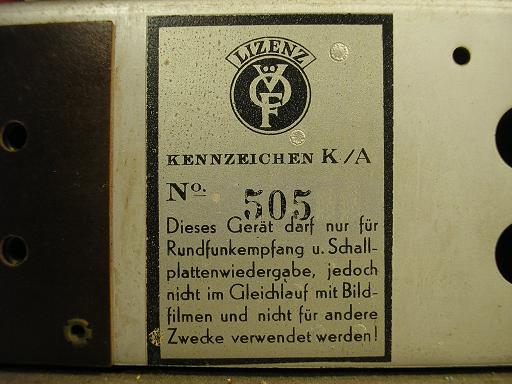 LIZENZ
VÖF
KENNZEICHEN K./A
No. 505
Dieses Gerät darf nur für
Rundfunkempfang u. Schall-
plattenwiedergabe, jedoch
nicht im Gleichlauf mit Bild-
filmen und nicht für andere
Zwecke verwendet werden!